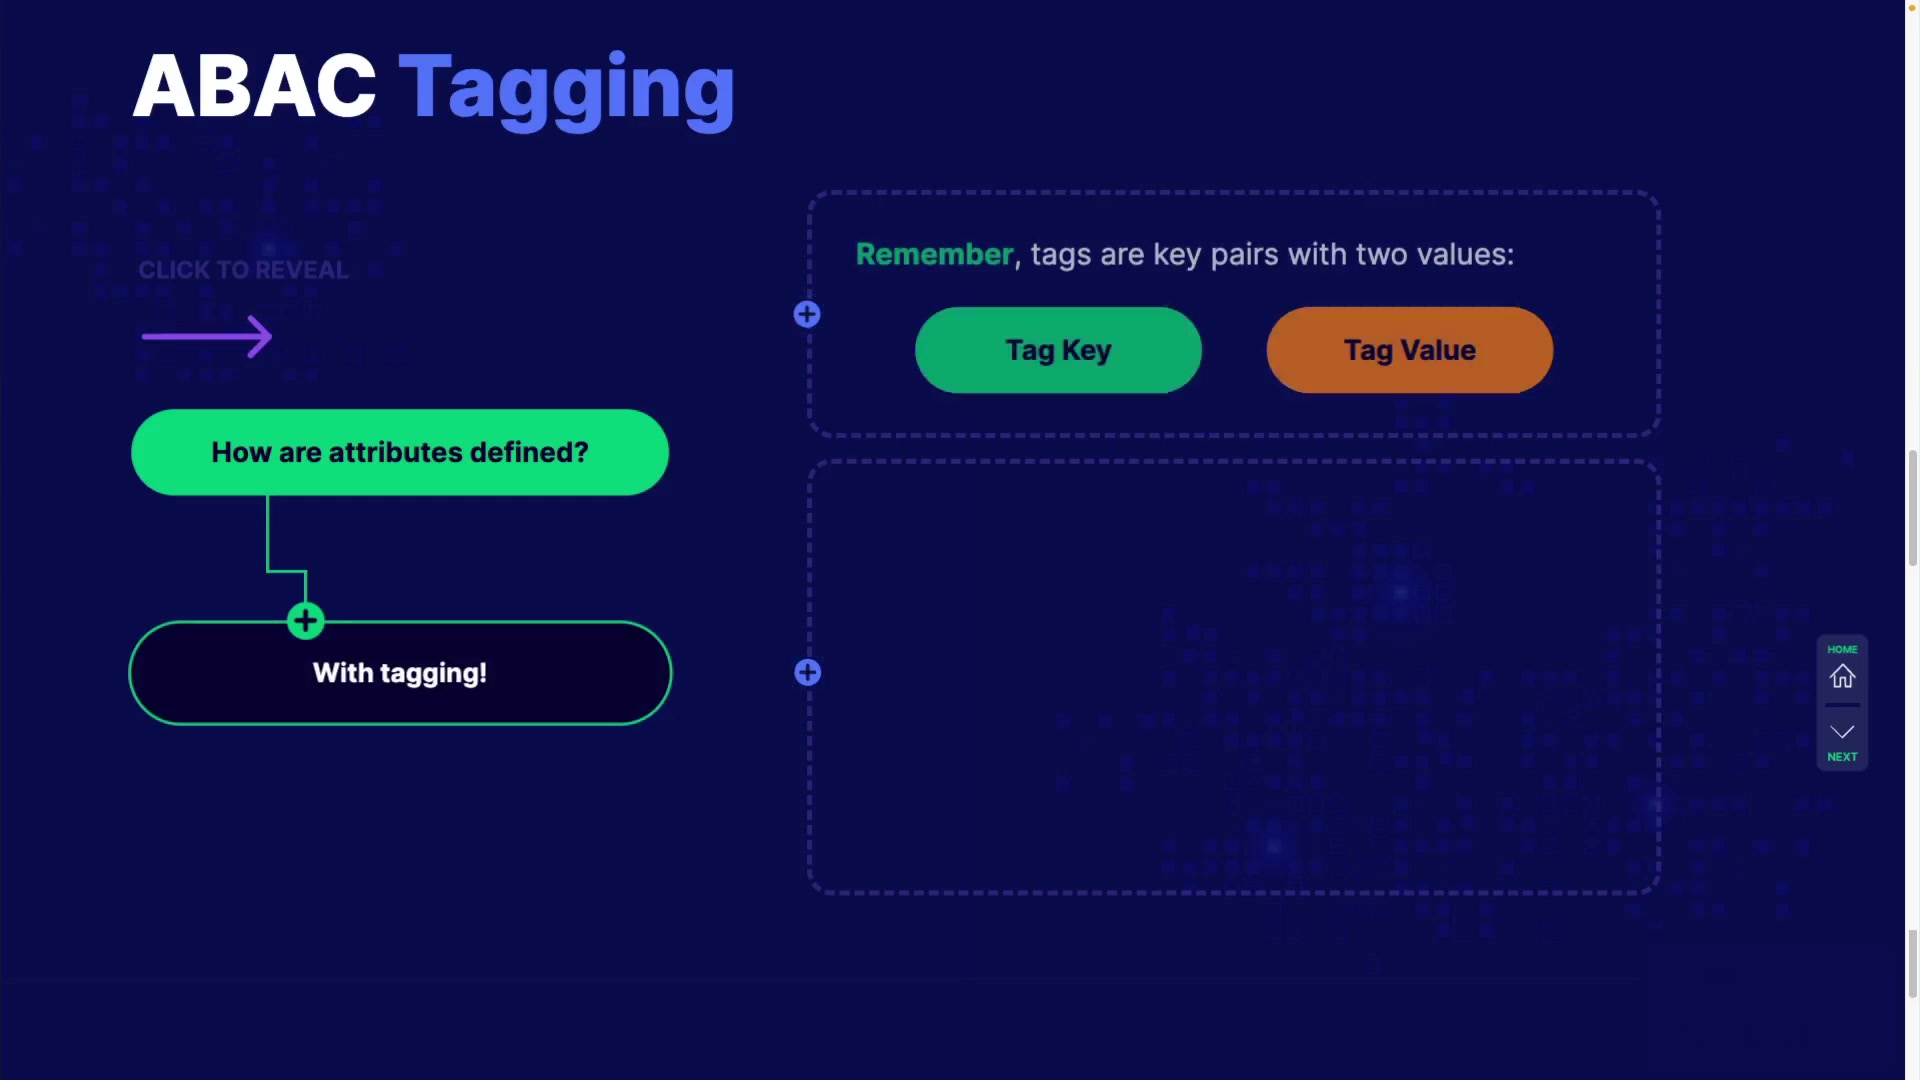 ABAC Tagging
CLICK TO REVEAL
How are attributes defined?
With tagging!
Remember, tags are key pairs with two values:
Tag Key
Tag Value
HOME
NEXT